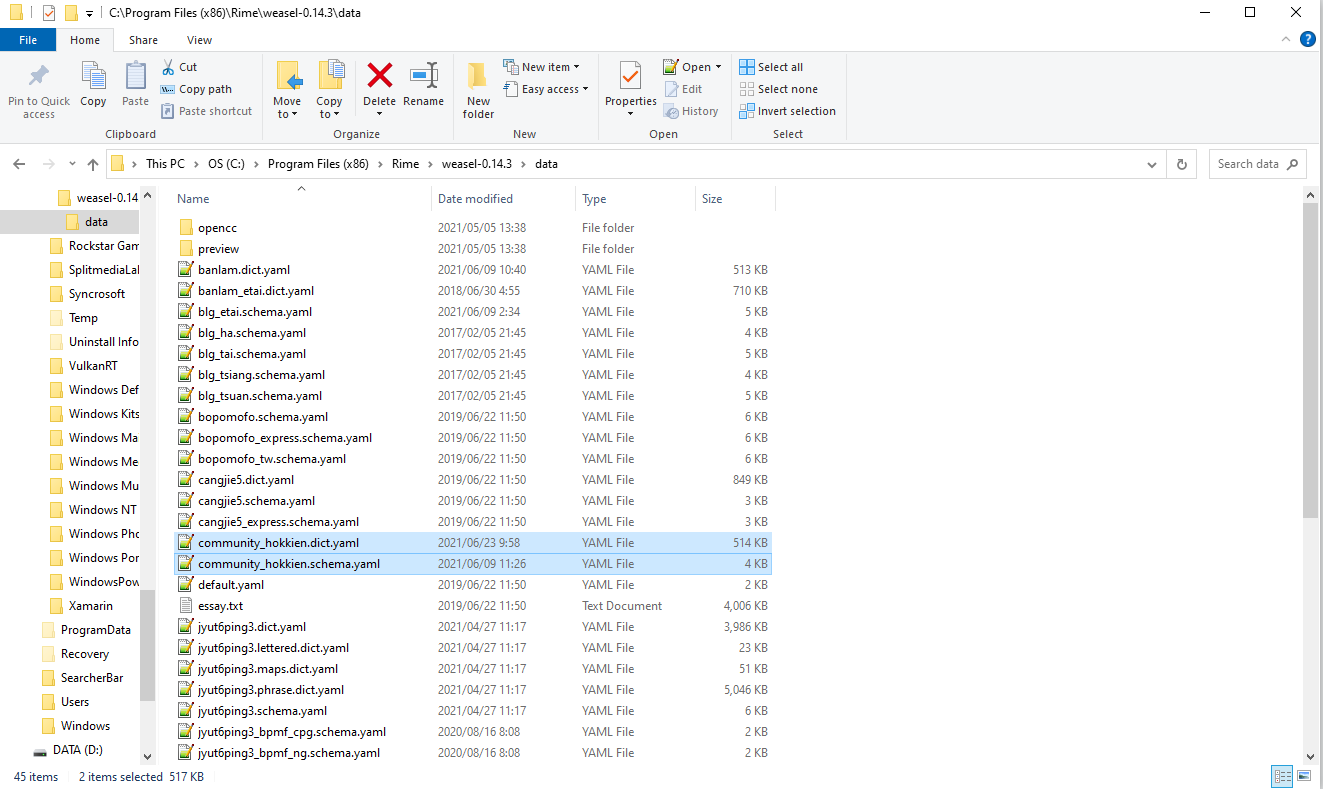 C:\Program Files (x86)\Rime\weasel-0.14.3\data
File Home Share View
Pin to Quick access
Copy
Paste
Cut
Copy path
Paste shortcut
Clipboard
Move to
Copy to
Delete
Rename
Organize
New folder
New item
Easy access
New
Properties
Open
Edit
History
Open
Select all
Select none
Invert selection
Select
This PC > OS (C:) > Program Files (x86) > Rime > weasel-0.14.3 > data
Search data
weasel-0.14
data
Rockstar Gam
SplitmediaLal
Syncrosoft
Temp
Uninstall Info
VulkanRT
Windows Def
Windows Kits
Windows Ma
Windows Me
Windows Mu
Windows NT
Windows Pho
Windows Por
WindowsPow
Xamarin
ProgramData
Recovery
SearcherBar
Users
Windows
DATA (D:)
Name Date modified Type Size
opencc 2021/05/05 13:38 File folder
preview 2021/05/05 13:38 File folder
banlam.dict.yaml 2021/06/09 10:40 YAML File 513 KB
banlam_etai.dict.yaml 2018/06/30 4:55 YAML File 710 KB
blg_etai.schema.yaml 2021/06/09 2:34 YAML File 5 KB
blg_ha.schema.yaml 2017/02/05 21:45 YAML File 4 KB
blg_tai.schema.yaml 2017/02/05 21:45 YAML File 5 KB
blg_tsiang.schema.yaml 2017/02/05 21:45 YAML File 4 KB
blg_tsuan.schema.yaml 2017/02/05 21:45 YAML File 5 KB
bopomofo.schema.yaml 2019/06/22 11:50 YAML File 6 KB
bopomofo_express.schema.yaml 2019/06/22 11:50 YAML File 6 KB
bopomofo_tw.schema.yaml 2019/06/22 11:50 YAML File 6 KB
cangjie5.dict.yaml 2019/06/22 11:50 YAML File 849 KB
cangjie5.schema.yaml 2019/06/22 11:50 YAML File 3 KB
cangjie5_express.schema.yaml 2019/06/22 11:50 YAML File 3 KB
community_hokkien.dict.yaml 2021/06/23 9:58 YAML File 514 KB
community_hokkien.schema.yaml 2021/06/09 11:26 YAML File 4 KB
default.yaml 2019/06/22 11:50 YAML File 2 KB
essay.txt 2019/06/22 11:50 Text Document 4,006 KB
jyut6ping3.dict.yaml 2021/04/27 11:17 YAML File 3,986 KB
jyut6ping3.lettered.dict.yaml 2021/04/27 11:17 YAML File 23 KB
jyut6ping3.maps.dict.yaml 2021/04/27 11:17 YAML File 51 KB
jyut6ping3.phrase.dict.yaml 2021/04/27 11:17 YAML File 5,046 KB
jyut6ping3.schema.yaml 2021/04/27 11:17 YAML File 6 KB
jyut6ping3_bpmf_cpg.schema.yaml 2020/08/16 8:08 YAML File 2 KB
jyut6ping3_bpmf_ng.schema.yaml 2020/08/16 8:08 YAML File 2 KB
45 items 2 items selected 517 KB